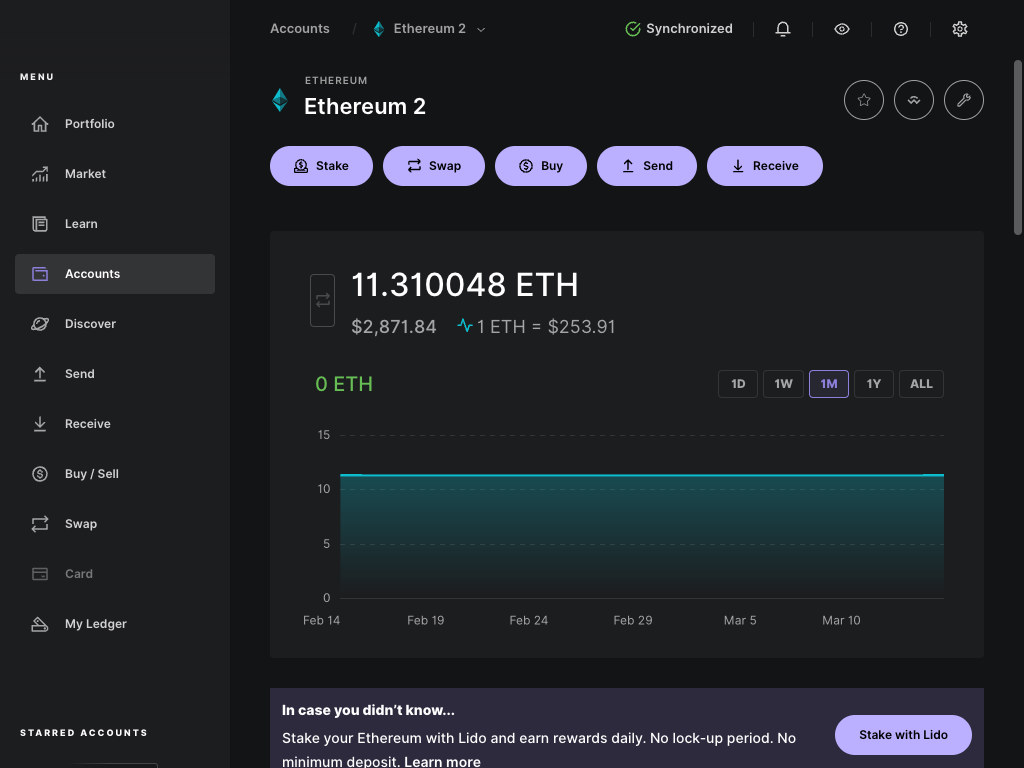 Accounts / Ethereum 2
Synchronized
MENU
Portfolio
Market
Learn
Accounts
Discover
Send
Receive
Buy / Sell
Swap
Card
My Ledger
STARRED ACCOUNTS
ETHEREUM
Ethereum 2
Stake
Swap
Buy
Send
Receive
11.310048 ETH
$2,871.84 1 ETH = $253.91
0 ETH
1D 1W 1M 1Y ALL
15
10
5
0
Feb 14 Feb 19 Feb 24 Feb 29 Mar 5 Mar 10
In case you didn't know...
Stake your Ethereum with Lido and earn rewards daily. No lock-up period. No
minimum deposit. Learn more
Stake with Lido